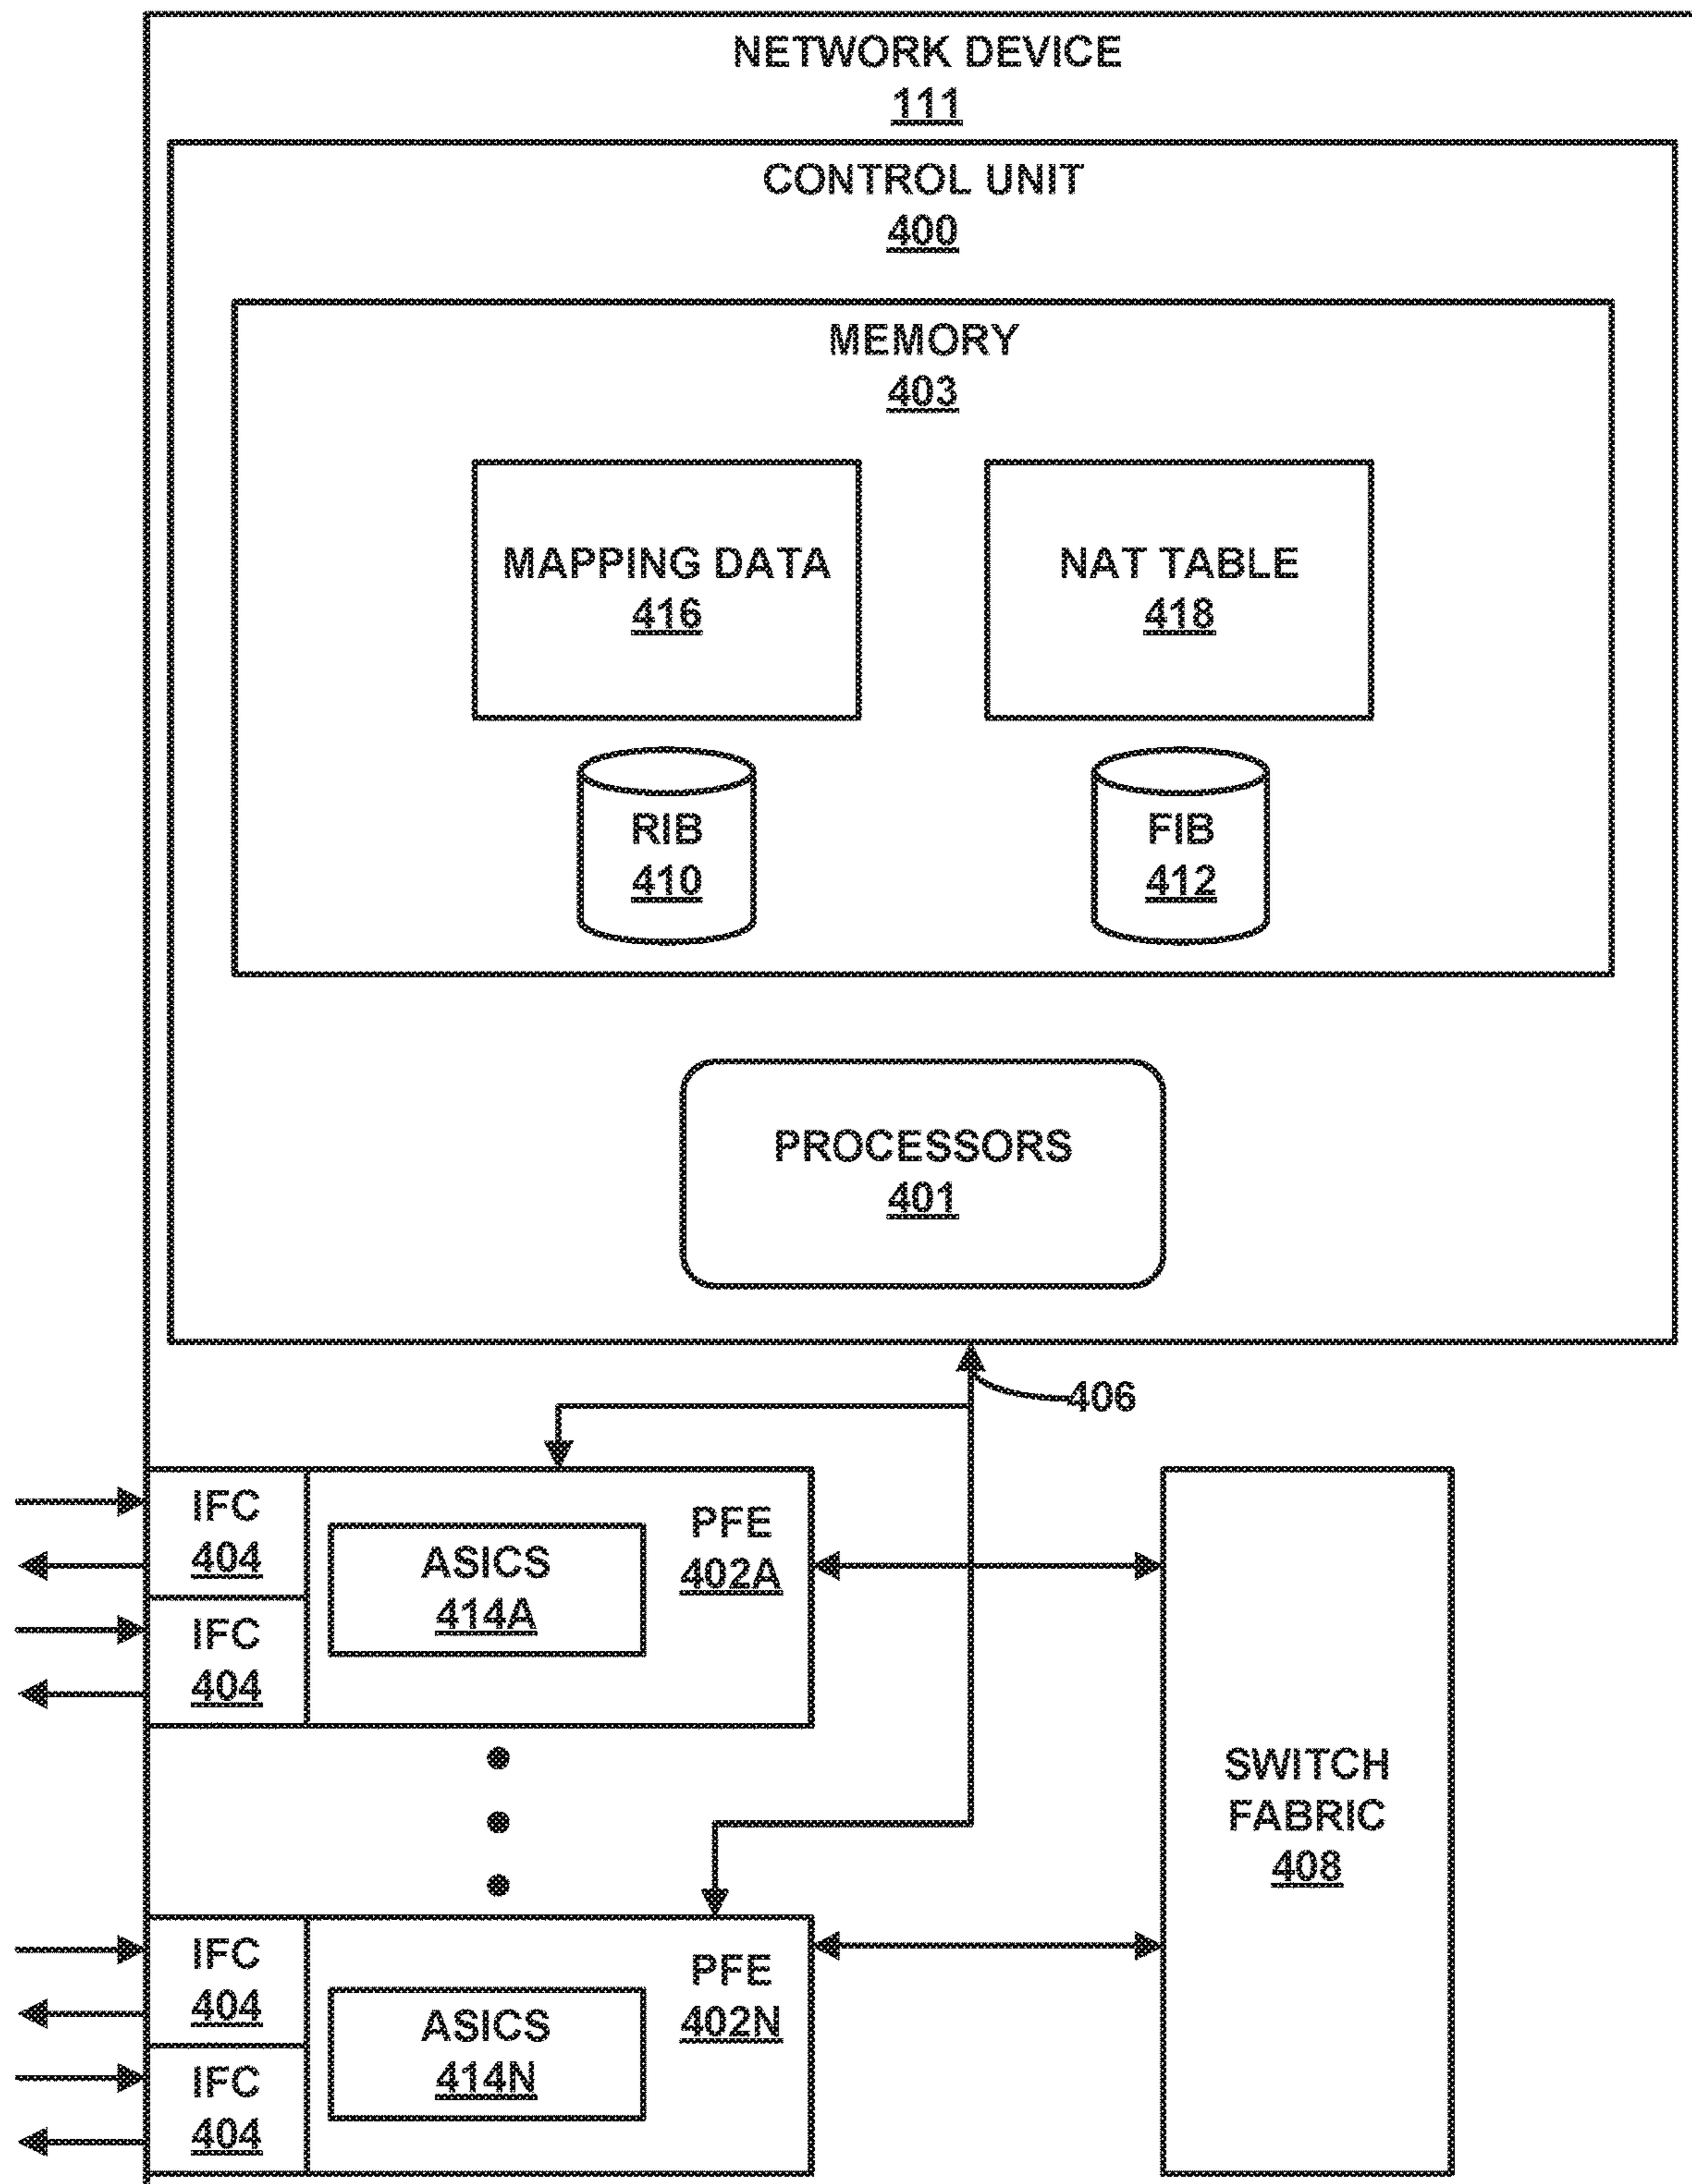 NETWORK DEVICE
111
CONTROL UNIT
400
MEMORY
403
MAPPING DATA
416
NAT TABLE
418
RIB
410
FIB
412
PROCESSORS
401
406
IFC
404
IFC
404
ASICS
414A
PFE
402A
SWITCH
FABRIC
408
IFC
404
IFC
404
ASICS
414N
PFE
402N